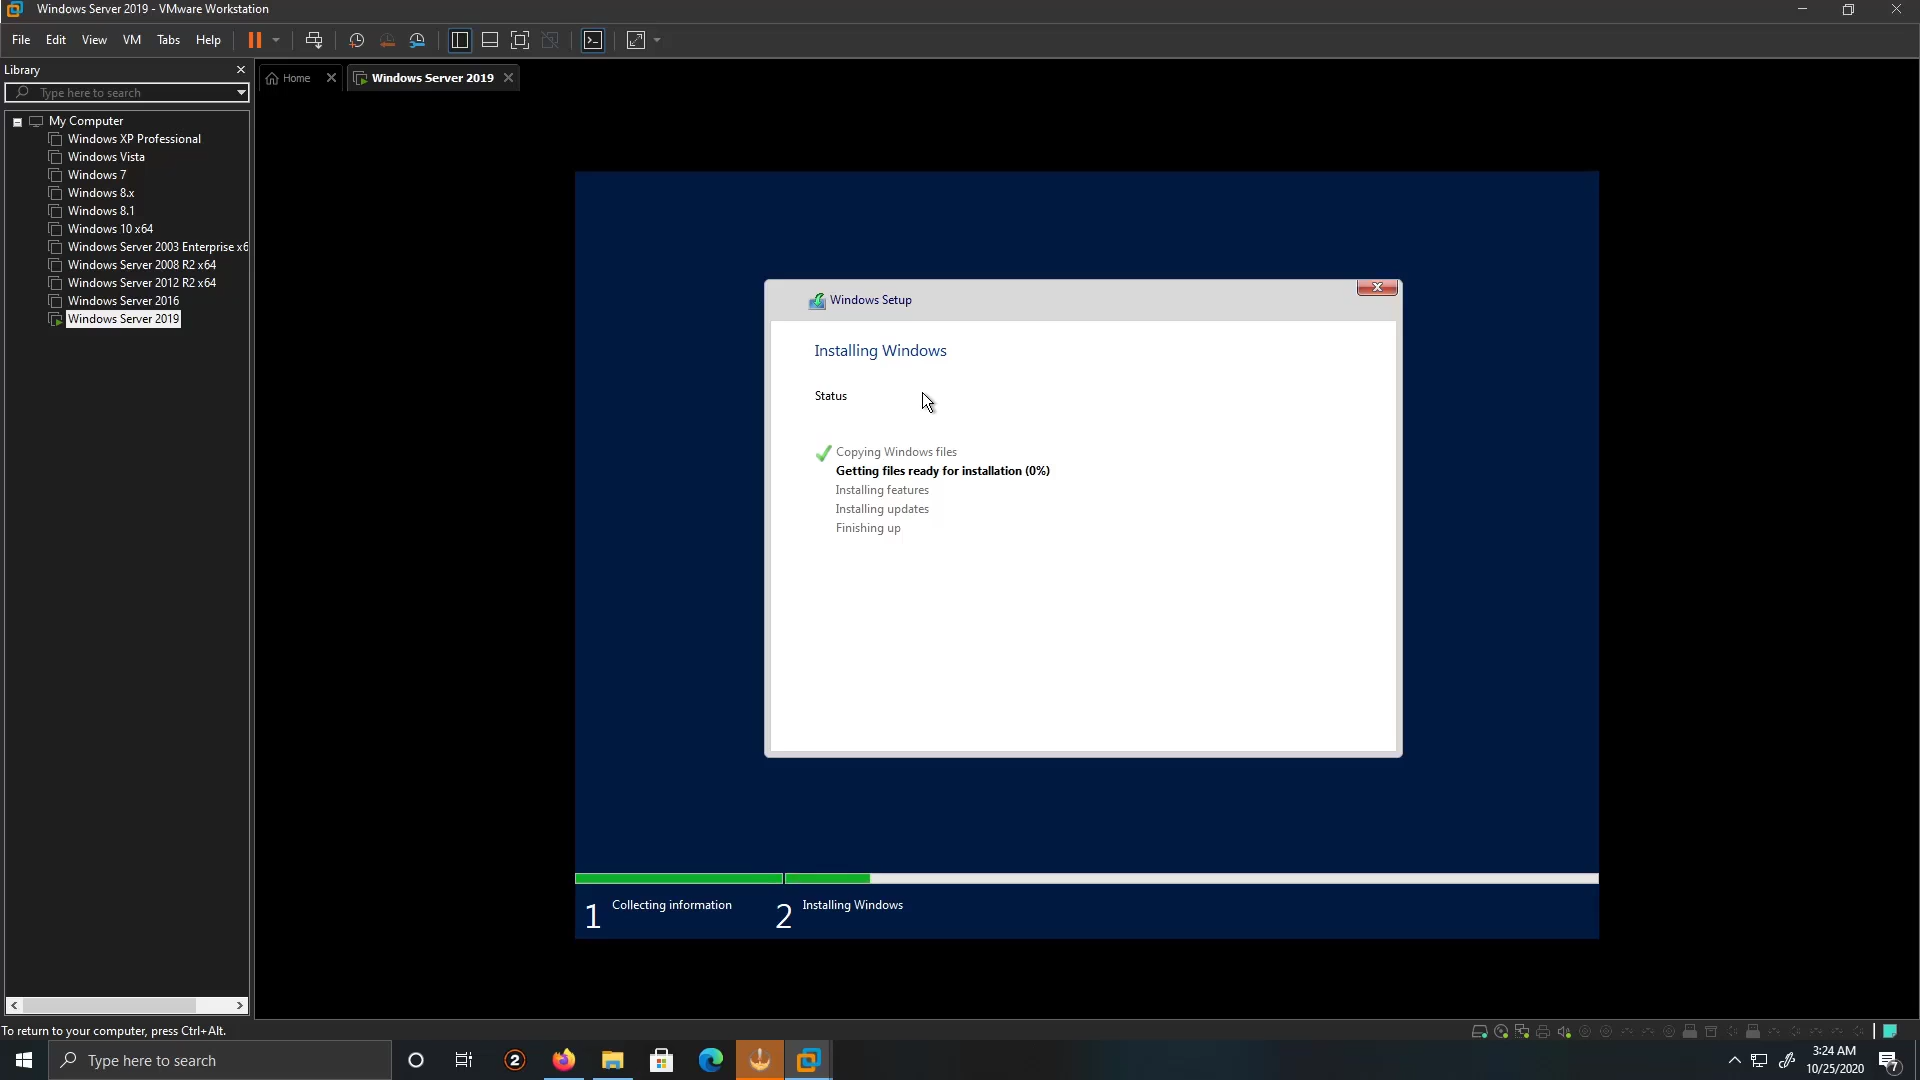 Windows Server 2019 - VMware Workstation
File Edit View VM Tabs Help
Library
Home
Windows Server 2019
Type here to search
My Computer
Windows XP Professional
Windows Vista
Windows 7
Windows 8.x
Windows 8.1
Windows 10 x64
Windows Server 2003 Enterprise x6
Windows Server 2008 R2 x64
Windows Server 2012 R2 x64
Windows Server 2016
Windows Server 2019
Windows Setup
Installing Windows
Status
Copying Windows files
Getting files ready for installation (0%)
Installing features
Installing updates
Finishing up
1 Collecting information
2 Installing Windows
To return to your computer, press Ctrl+Alt.
Type here to search
2
3:24 AM
10/25/2020
7